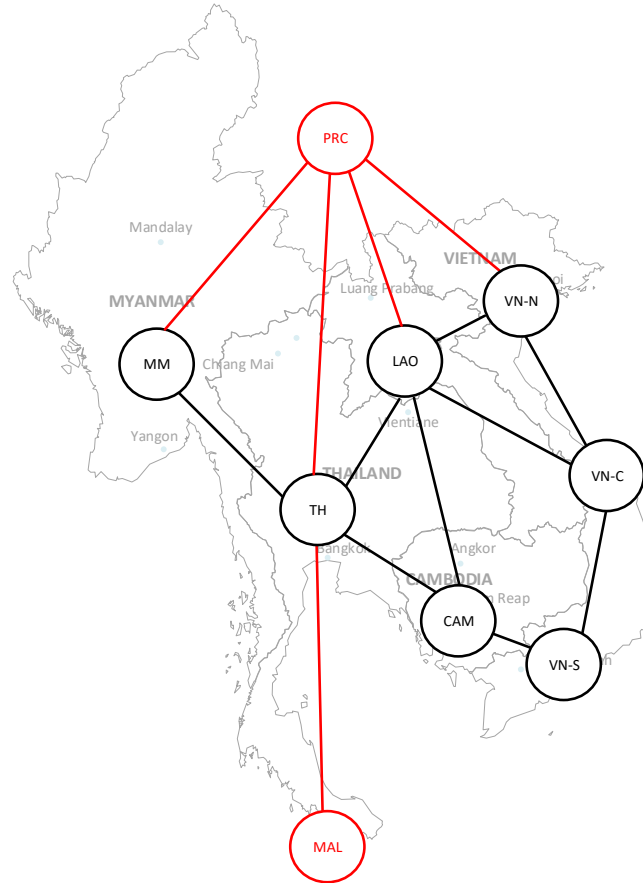 PRC
Mandalay
VIETNAM
Luang Prabang
MYANMAR
VN-N
MM
Chiang Mai
LAO
Vientiane
Yangon
THAILAND
VN-C
TH
Bangkok
Angkor
CAMBODIA
Reap
CAM
VN-S
MAL